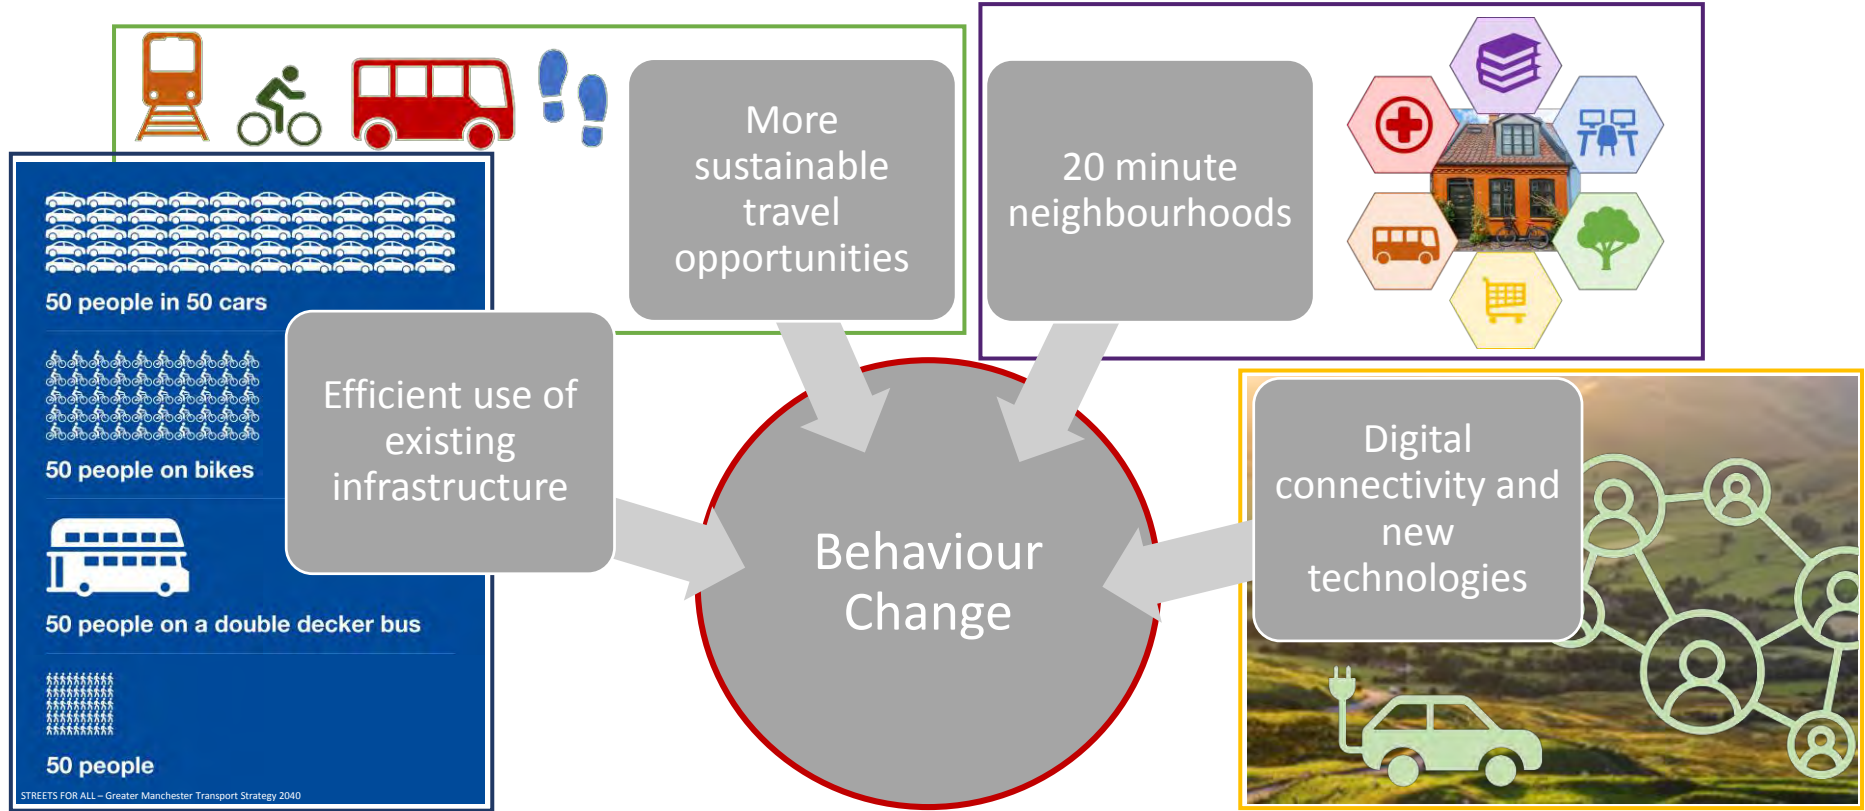 More
sustainable
travel
opportunities
20 minute
neighbourhoods
50 people in 50 cars
50 people on bikes
50 people on a double decker bus
50 people
STREETS FOR ALL – Greater Manchester Transport Strategy 2040
Efficient use of
existing
infrastructure
Behaviour
Change
Digital
connectivity and
new
technologies